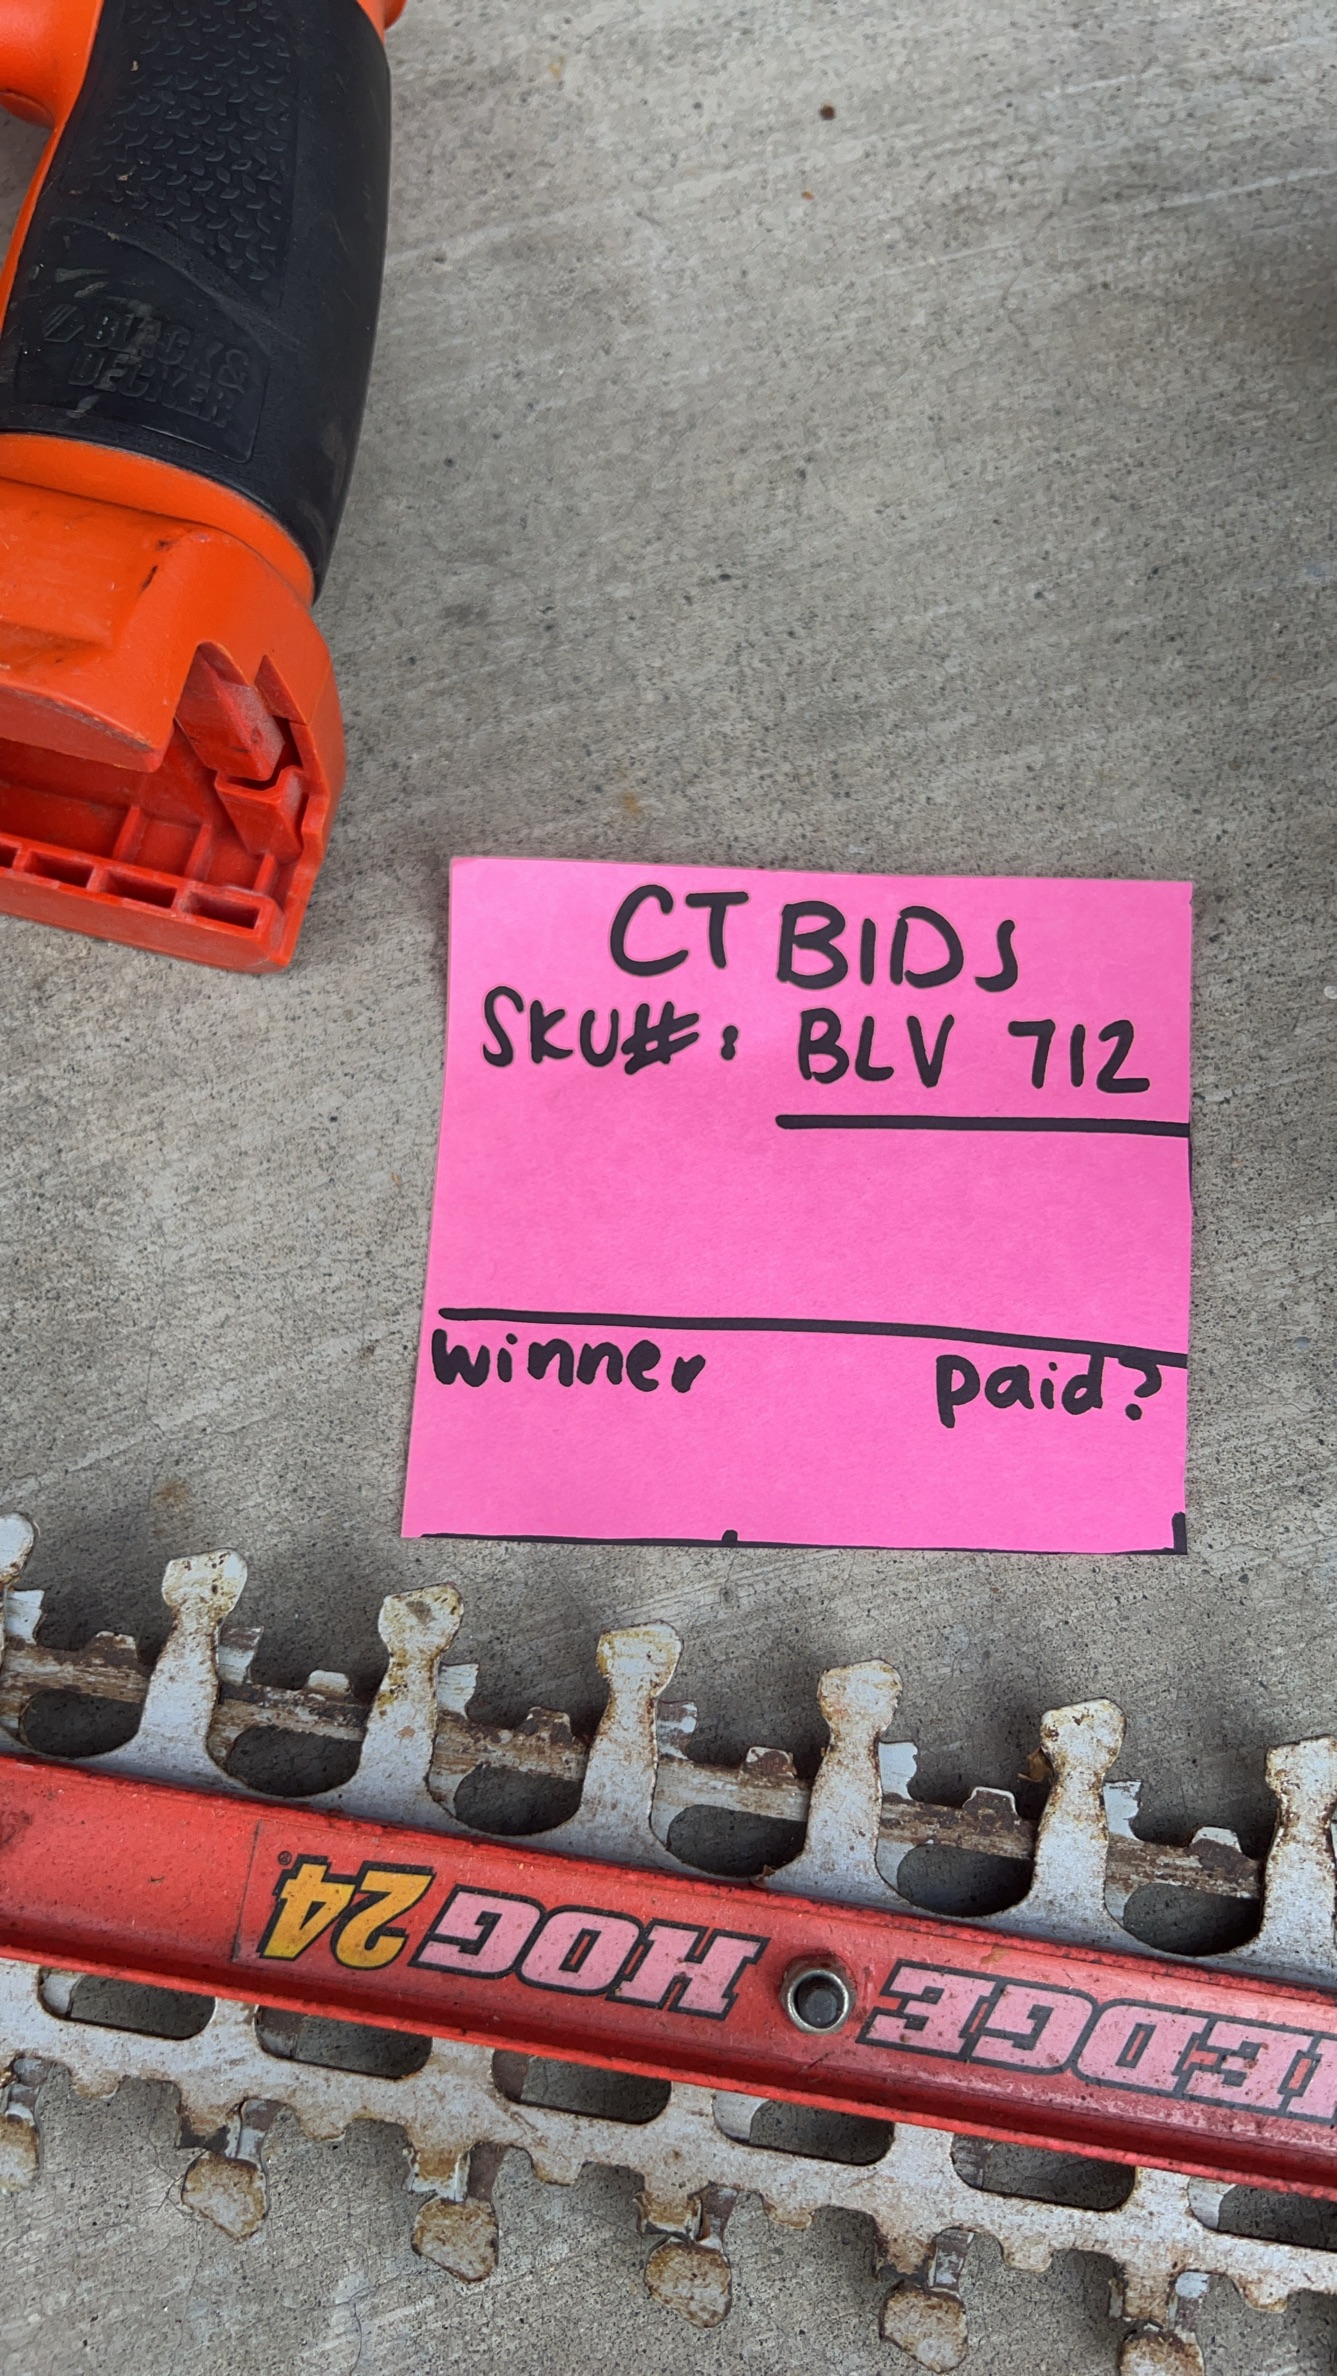 BLACK&
DECKER
CT BIDS
SKU#: BLV 712
winner paid?
HEDGE HOG 24®